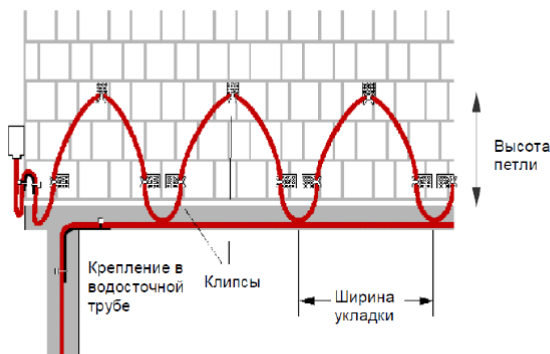 Высота
петли
Крепление в
водосточной
трубе
Клипсы
Ширина
укладки